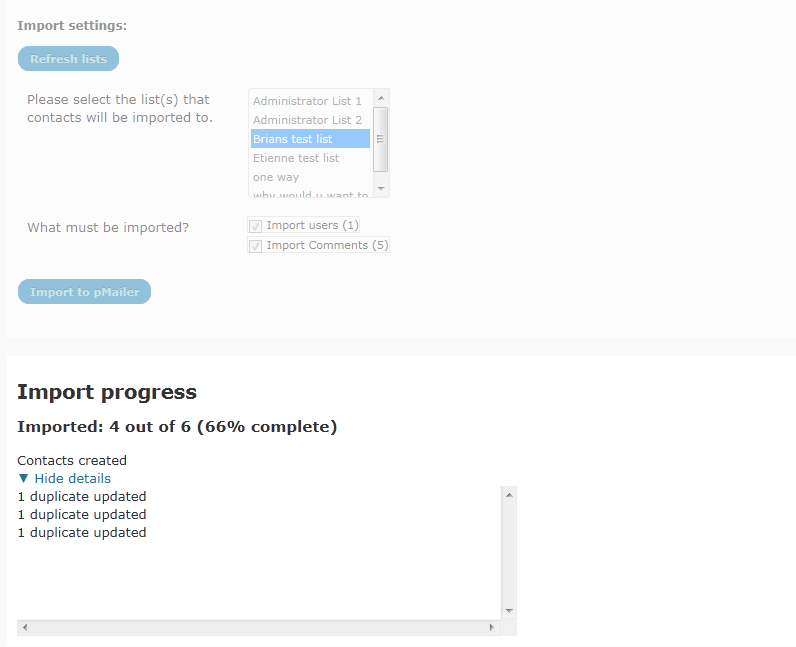 Import settings:
Refresh lists
Please select the list(s) that
contacts will be imported to.
Administrator List 1
Administrator List 2
Brians test list
Etienne test list
one way
why would u want to
What must be imported?
Import users (1)
Import Comments (5)
Import to pMailer
Import progress
Imported: 4 out of 6 (66% complete)
Contacts created
▼ Hide details
1 duplicate updated
1 duplicate updated
1 duplicate updated